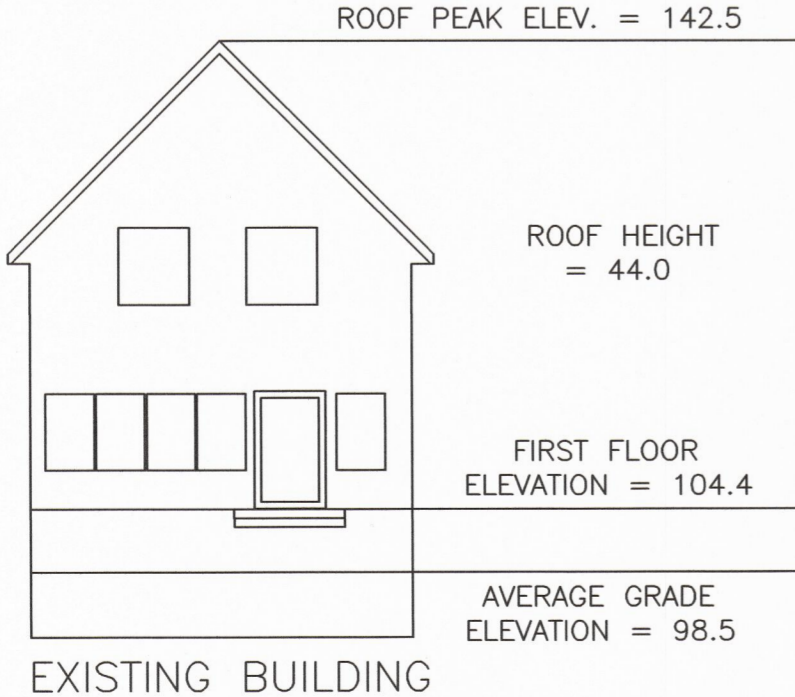 ROOF PEAK ELEV. = 142.5
ROOF HEIGHT
= 44.0
FIRST FLOOR
ELEVATION = 104.4
AVERAGE GRADE
ELEVATION = 98.5
EXISTING BUILDING